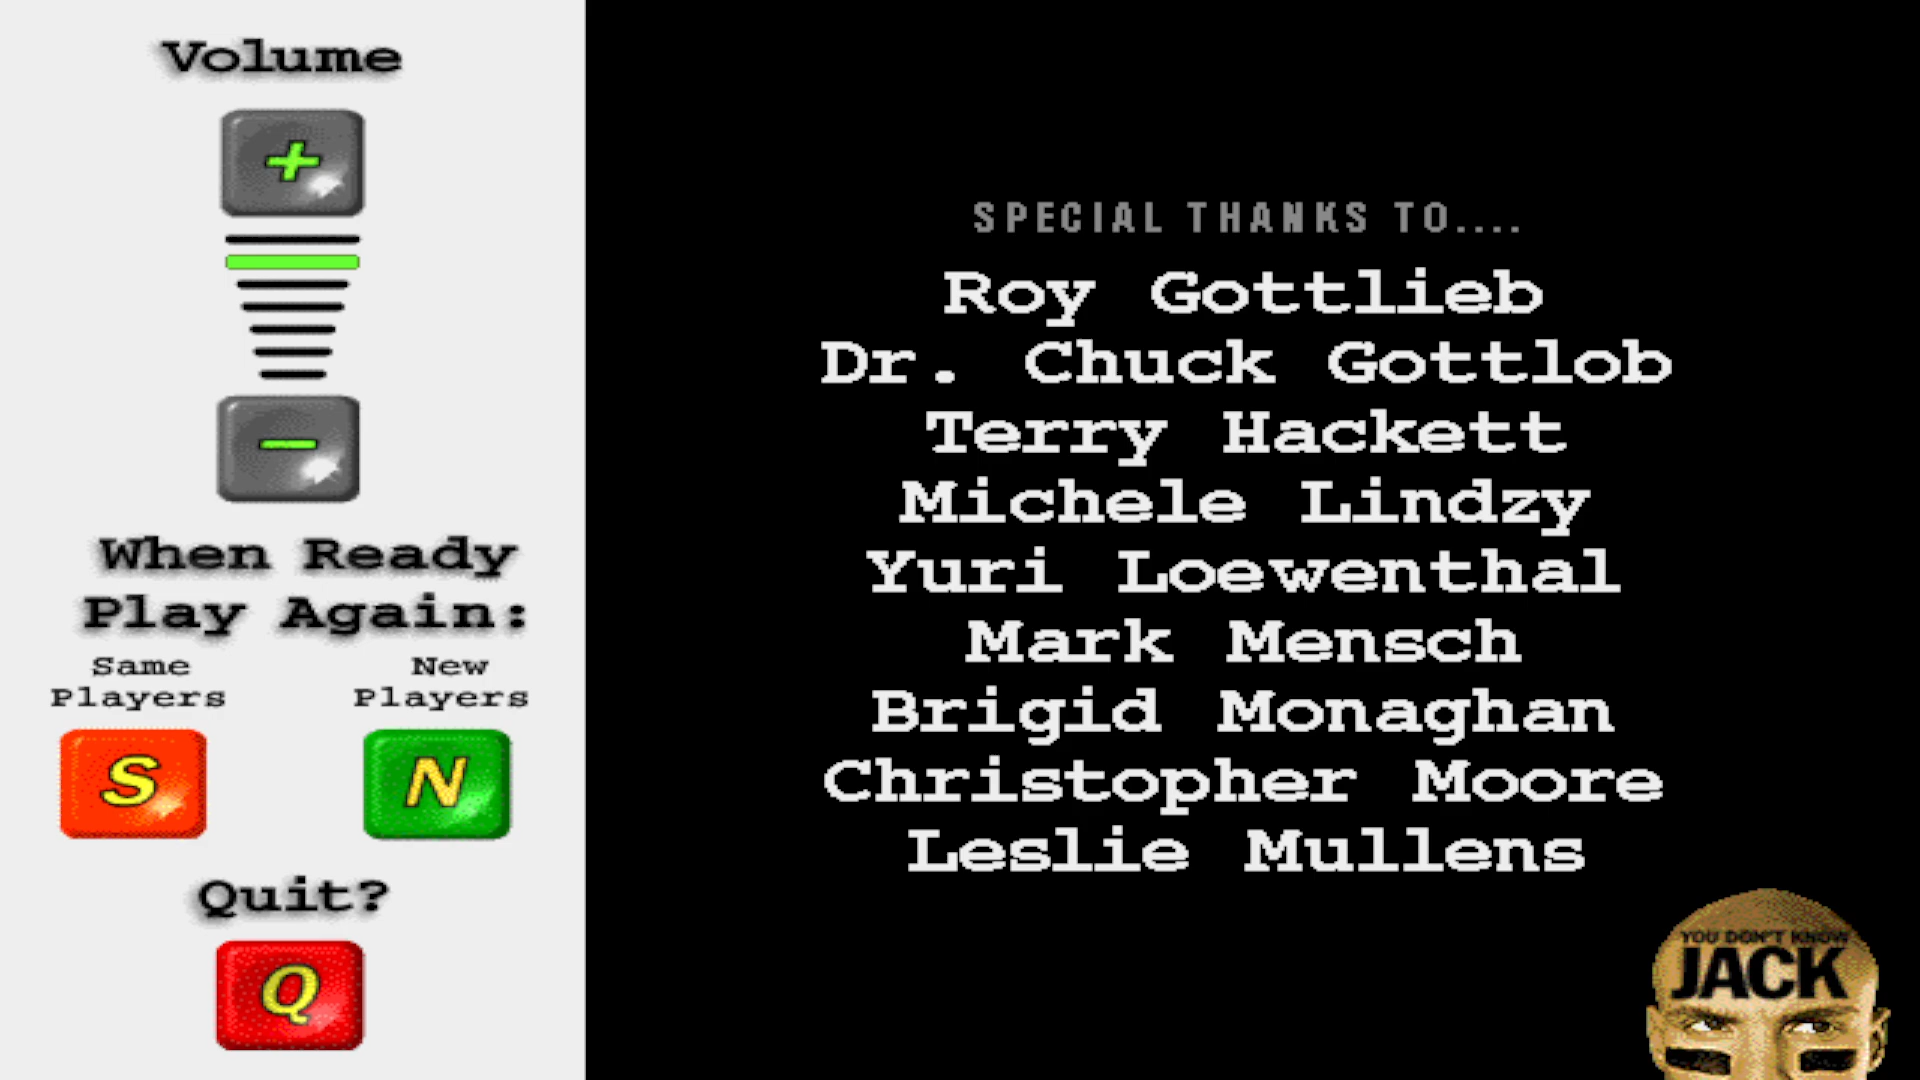 Volume
+
-
When Ready
Play Again:
Same
Players
New
Players
S
N
Quit?
Q
SPECIAL THANKS TO....
Roy Gottlieb
Dr. Chuck Gottlob
Terry Hackett
Michele Lindzy
Yuri Loewenthal
Mark Mensch
Brigid Monaghan
Christopher Moore
Leslie Mullens
YOU DON'T KNOW
JACK